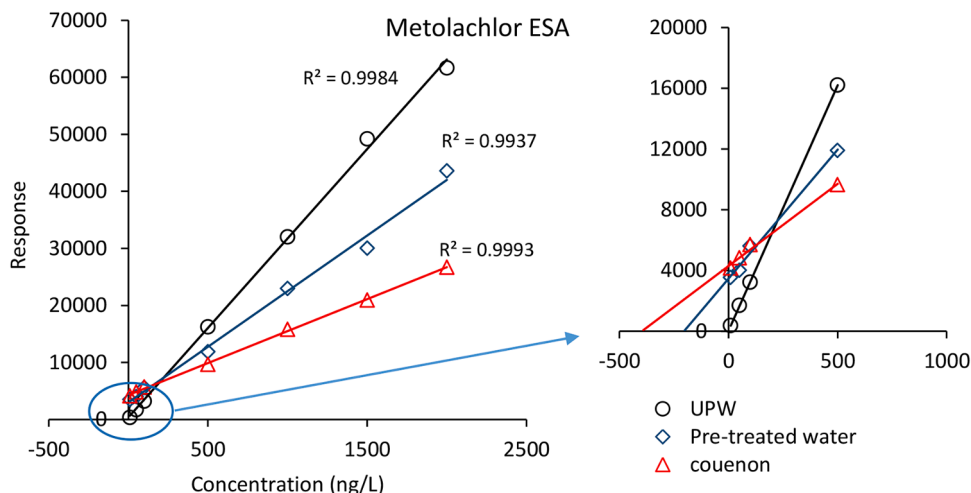 Metolachlor ESA
Response
70000
60000
50000
40000
30000
20000
10000
0
-500
500
1000
1500
2000
2500
Concentration (ng/L)
R² = 0.9984
R² = 0.9937
R² = 0.9993
20000
16000
12000
8000
4000
0
-500
0
500
1000
UPW
Pre-treated water
couenon